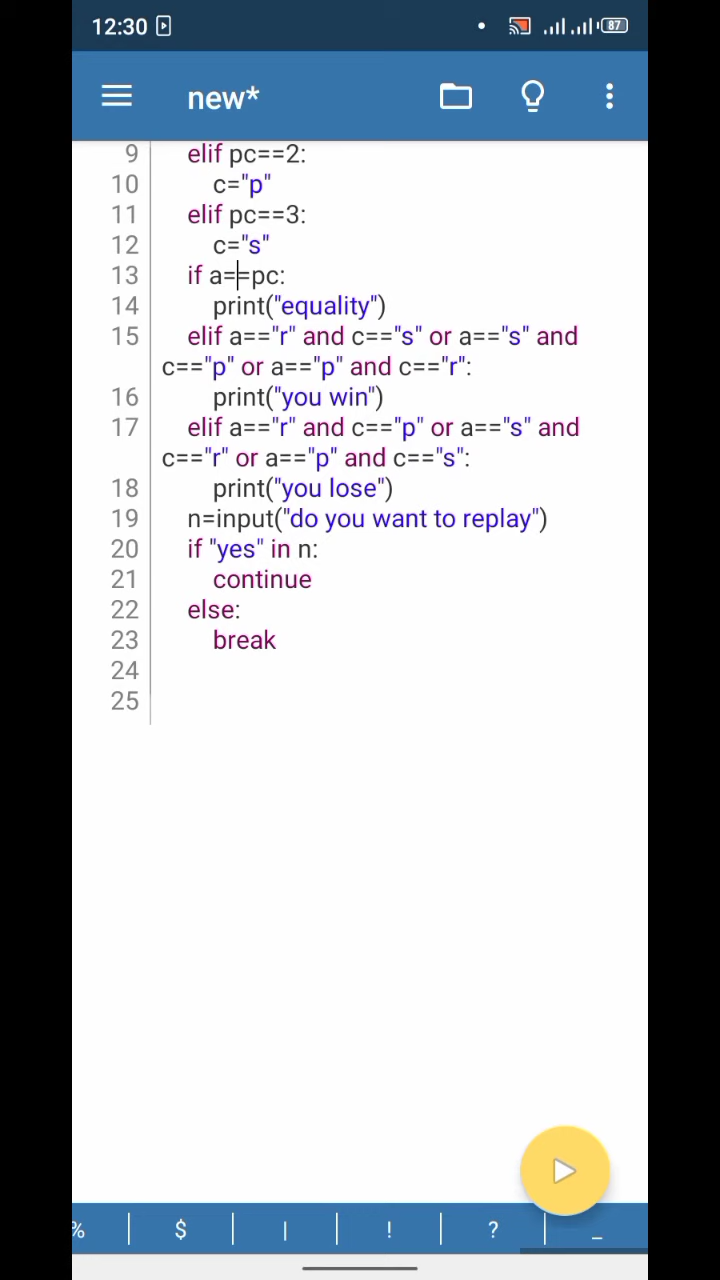 12:30 87
new*
9 elif pc==2:
10 c="p"
11 elif pc==3:
12 c="s"
13 if a==pc:
14 print("equality")
15 elif a=="r" and c=="s" or a=="s" and
c=="p" or a=="p" and c=="r":
16 print("you win")
17 elif a=="r" and c=="p" or a=="s" and
c=="r" or a=="p" and c=="s":
18 print("you lose")
19 n=input("do you want to replay")
20 if "yes" in n:
21 continue
22 else:
23 break
24
25
% $ | ! ? _